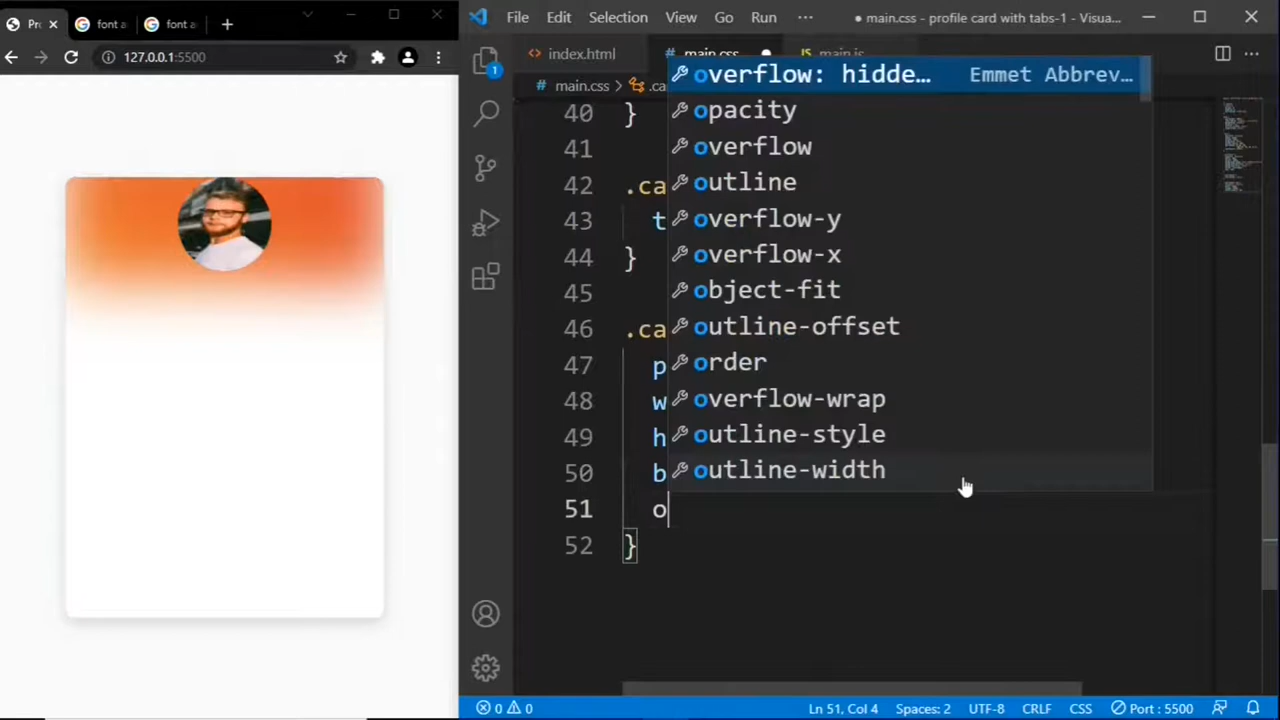 Pro
font a
font a
127.0.0.1:5500
File Edit Selection View Go Run ··· ● main.css - profile card with tabs-1 - Visua...
<> index.html # main.css ● JS main.js
# main.css > .ca
1
40 }
41
42 .ca
43 t
44 }
45
46 .ca
47 p
48 w
49 h
50 b
51 o
52 }
overflow: hidde… Emmet Abbrev…
opacity
overflow
outline
overflow-y
overflow-x
object-fit
outline-offset
order
overflow-wrap
outline-style
outline-width
0 0 Ln 51, Col 4 Spaces: 2 UTF-8 CRLF CSS Port : 5500